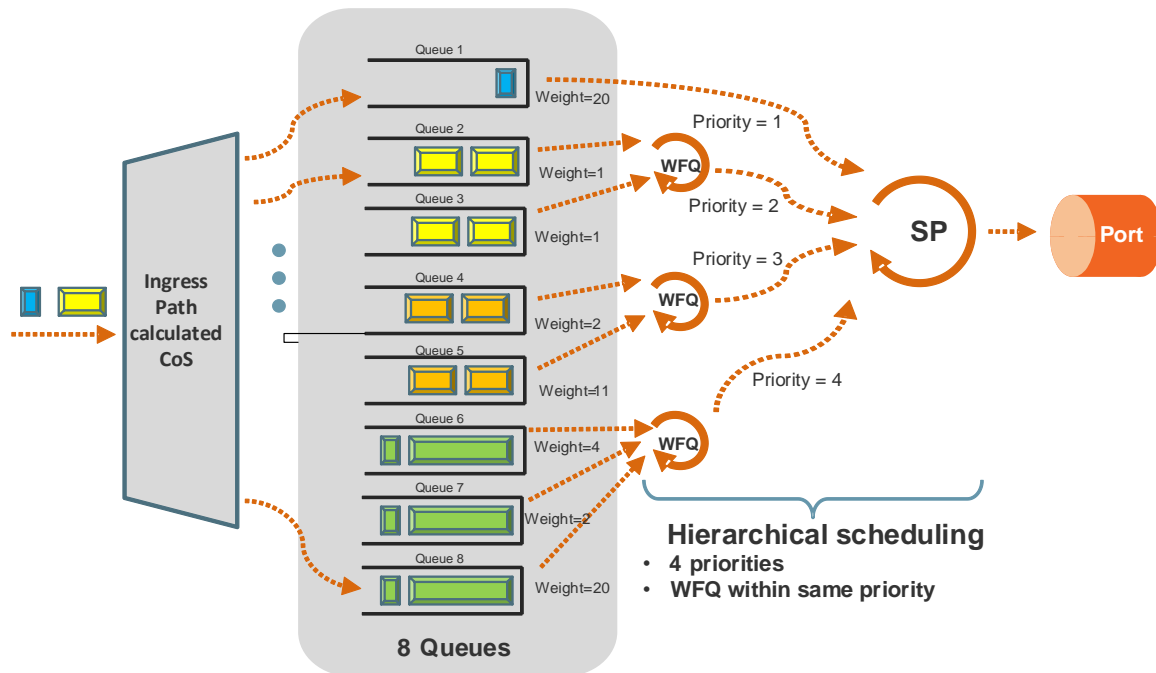 Queue 1
Weight=20
Priority = 1
Queue 2
WFQ
Weight=1
Priority = 2
Queue 3
Weight=1
SP
Port
Ingress
Path
calculated
CoS
Priority = 3
Queue 4
WFQ
Weight=2
Queue 5
Weight=11
Priority = 4
Queue 6
WFQ
Weight=4
Queue 7
Weight=2
Queue 8
Weight=20
Hierarchical scheduling
• 4 priorities
• WFQ within same priority
8 Queues